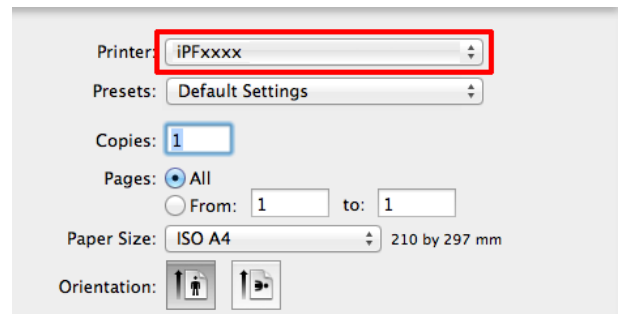 Printer: iPFxxxx
Presets: Default Settings
Copies: 1
Pages: All
From: 1 to: 1
Paper Size: ISO A4 210 by 297 mm
Orientation: